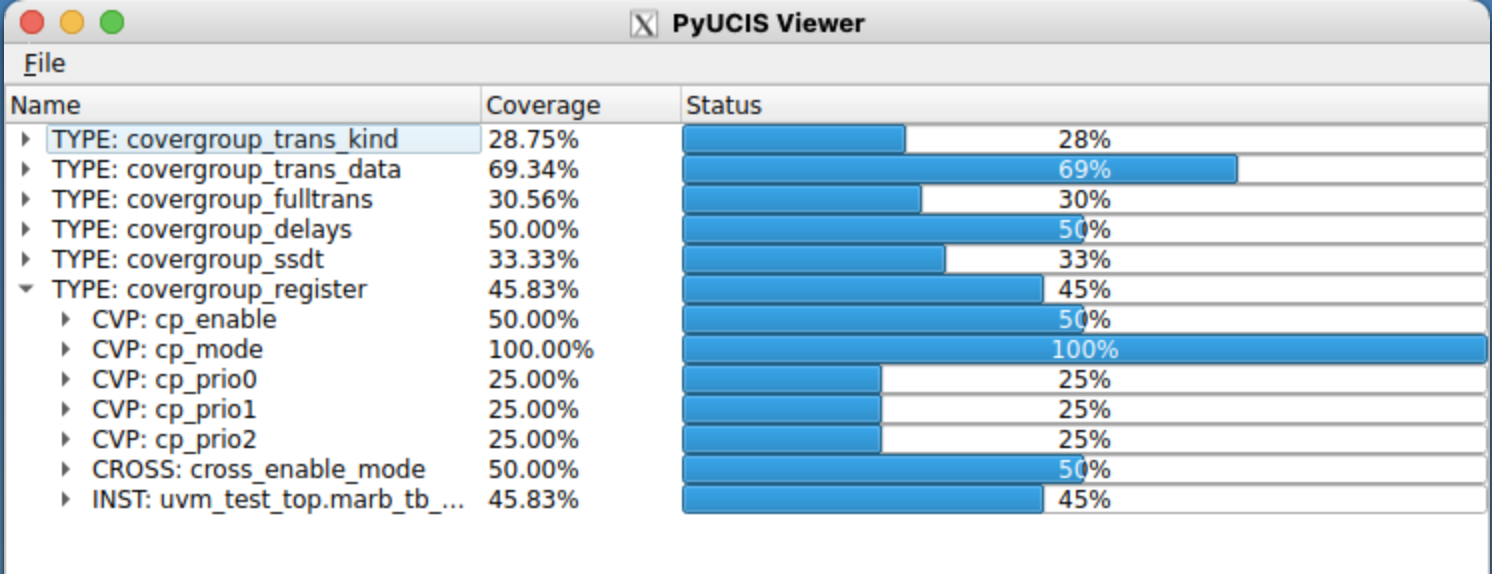 PyUCIS Viewer
File
Name Coverage Status
TYPE: covergroup_trans_kind 28.75% 28%
TYPE: covergroup_trans_data 69.34% 69%
TYPE: covergroup_fulltrans 30.56% 30%
TYPE: covergroup_delays 50.00% 50%
TYPE: covergroup_ssdt 33.33% 33%
TYPE: covergroup_register 45.83% 45%
CVP: cp_enable 50.00% 50%
CVP: cp_mode 100.00% 100%
CVP: cp_prio0 25.00% 25%
CVP: cp_prio1 25.00% 25%
CVP: cp_prio2 25.00% 25%
CROSS: cross_enable_mode 50.00% 50%
INST: uvm_test_top.marb_tb_... 45.83% 45%